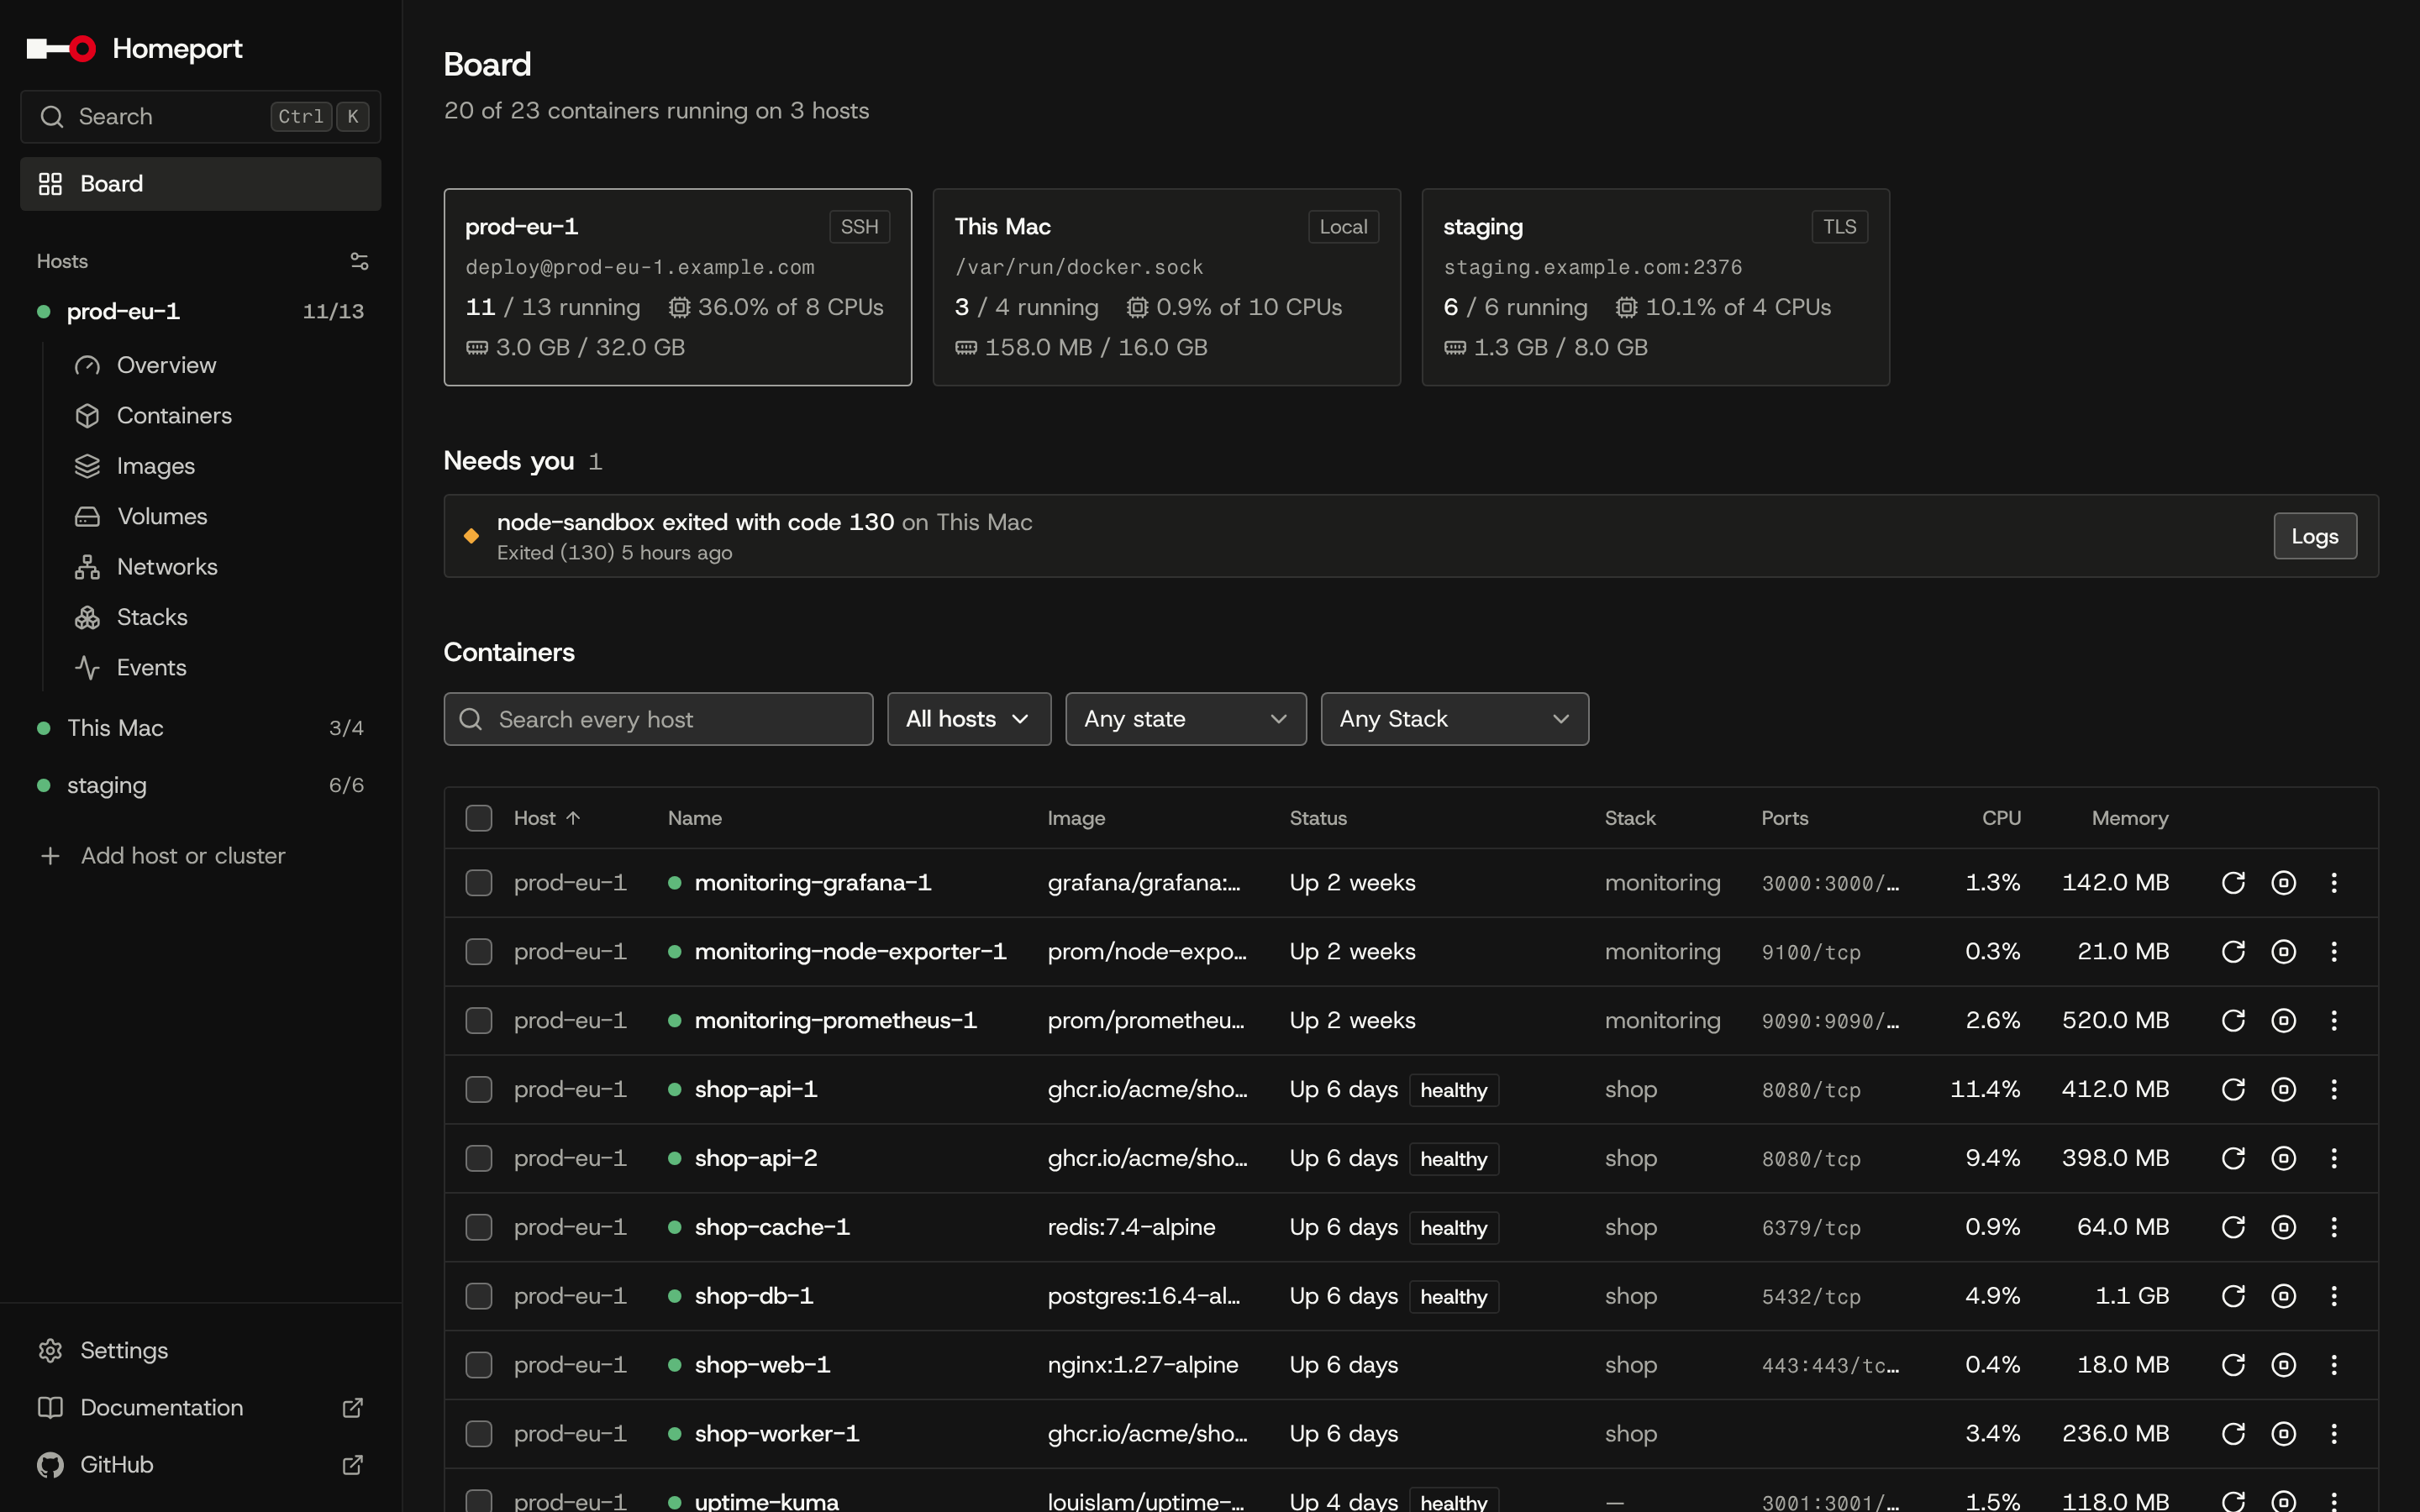 Homeport
Search Ctrl K
Board
Hosts
prod-eu-1 11/13
Overview
Containers
Images
Volumes
Networks
Stacks
Events
This Mac 3/4
staging 6/6
Add host or cluster
Settings
Documentation
GitHub
Board
20 of 23 containers running on 3 hosts
prod-eu-1 SSH
deploy@prod-eu-1.example.com
11 / 13 running 36.0% of 8 CPUs
3.0 GB / 32.0 GB
This Mac Local
/var/run/docker.sock
3 / 4 running 0.9% of 10 CPUs
158.0 MB / 16.0 GB
staging TLS
staging.example.com:2376
6 / 6 running 10.1% of 4 CPUs
1.3 GB / 8.0 GB
Needs you 1
node-sandbox exited with code 130 on This Mac
Exited (130) 5 hours ago
Logs
Containers
Search every host All hosts Any state Any Stack
Host Name Image Status Stack Ports CPU Memory
prod-eu-1 monitoring-grafana-1 grafana/grafana:... Up 2 weeks monitoring 3000:3000/... 1.3% 142.0 MB
prod-eu-1 monitoring-node-exporter-1 prom/node-expo... Up 2 weeks monitoring 9100/tcp 0.3% 21.0 MB
prod-eu-1 monitoring-prometheus-1 prom/prometheu... Up 2 weeks monitoring 9090:9090/... 2.6% 520.0 MB
prod-eu-1 shop-api-1 ghcr.io/acme/sho... Up 6 days healthy shop 8080/tcp 11.4% 412.0 MB
prod-eu-1 shop-api-2 ghcr.io/acme/sho... Up 6 days healthy shop 8080/tcp 9.4% 398.0 MB
prod-eu-1 shop-cache-1 redis:7.4-alpine Up 6 days healthy shop 6379/tcp 0.9% 64.0 MB
prod-eu-1 shop-db-1 postgres:16.4-al... Up 6 days healthy shop 5432/tcp 4.9% 1.1 GB
prod-eu-1 shop-web-1 nginx:1.27-alpine Up 6 days shop 443:443/tc... 0.4% 18.0 MB
prod-eu-1 shop-worker-1 ghcr.io/acme/sho... Up 6 days shop 3.4% 236.0 MB
prod-eu-1 uptime-kuma louislam/uptime-... Up 4 days healthy — 3001:3001/... 1.5% 118.0 MB